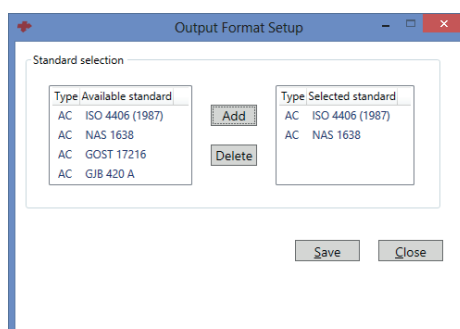 Output Format Setup
Standard selection
Type Available standard
AC ISO 4406 (1987)
AC NAS 1638
AC GOST 17216
AC GJB 420 A
Add
Delete
Type Selected standard
AC ISO 4406 (1987)
AC NAS 1638
Save
Close